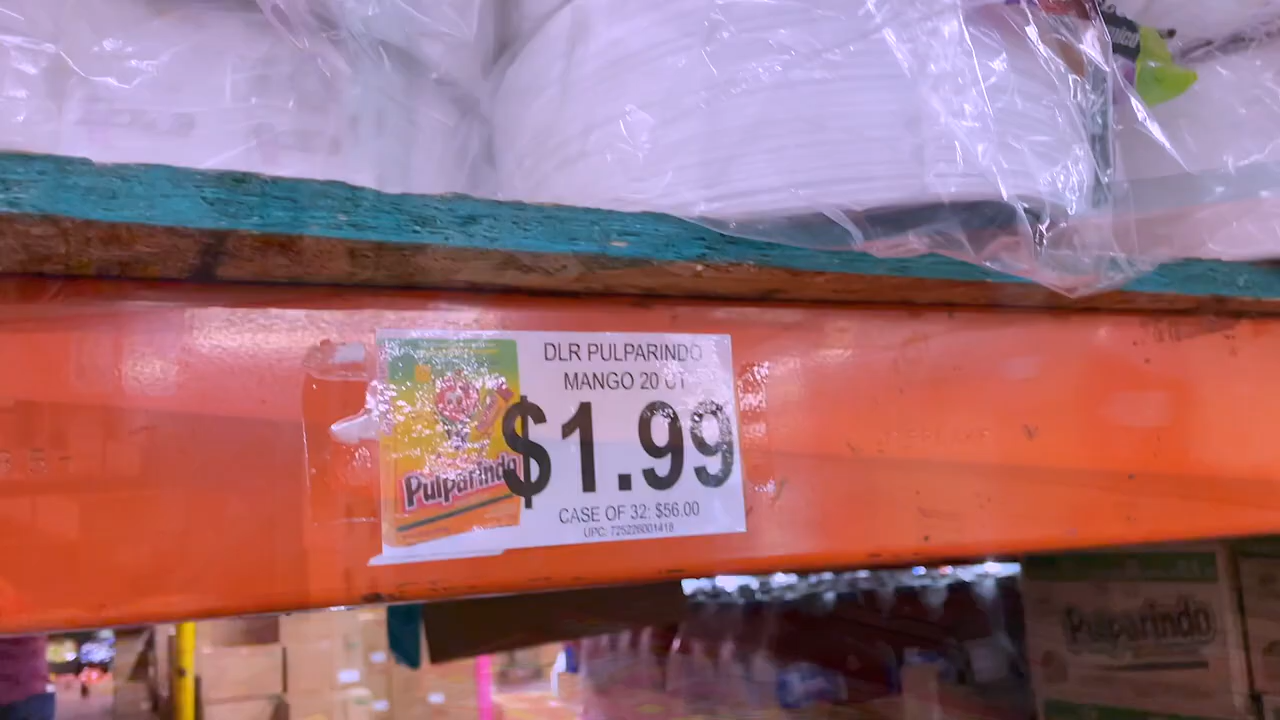 DLR PULPARINDO
MANGO 20 CT
$1.99
Pulparindo
CASE OF 32: $56.00
UPC: 725226001418
Pulparindo